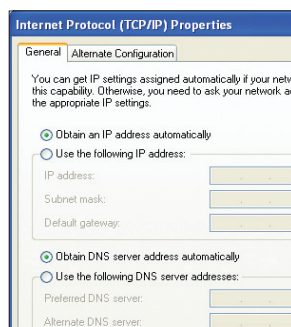 Internet Protocol (TCP/IP) Properties
General
Alternate Configuration
You can get IP settings assigned automatically if your
this capability. Otherwise, you need to ask your network
the appropriate IP settings.
Obtain an IP address automatically
Use the following IP address:
IP address:
Subnet mask:
Default gateway:
Obtain DNS server address automatically
Use the following DNS server addresses:
Preferred DNS server:
Alternate DNS server: